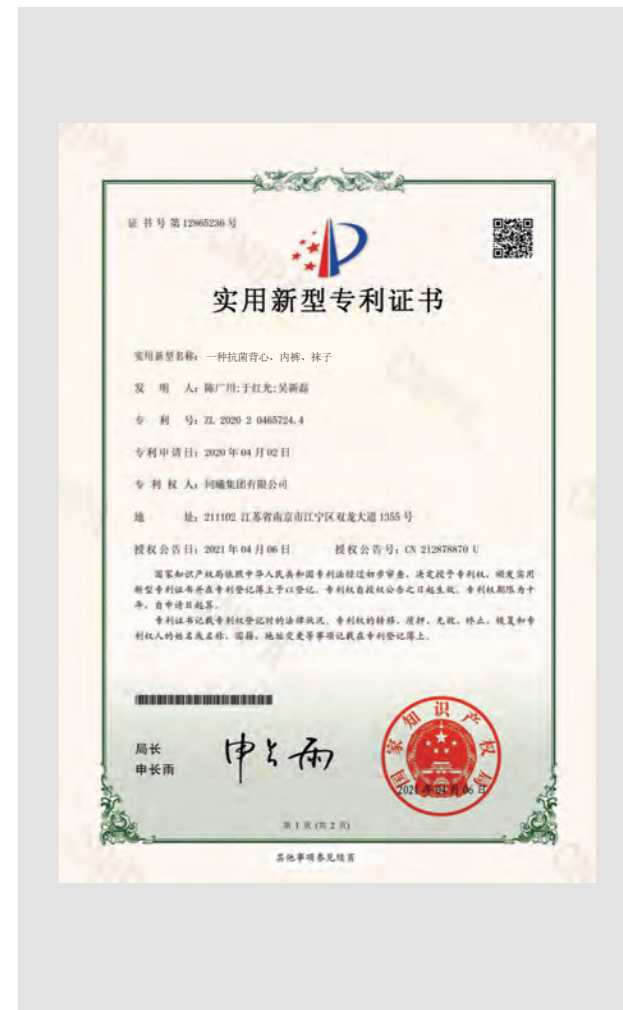 证书号第12865236号
实用新型专利证书
实用新型名称：一种抗菌背心、内裤、袜子
发 明 人：陈广川;于红光;吴新磊
专 利 号：ZL 2020 2 0465724.4
专利申请日：2020年04月02日
专 利 权 人：同曦集团有限公司
地 址：211102 江苏省南京市江宁区双龙大道1355号
授权公告日：2021年04月06日 授权公告号：CN 212878870 U
国家知识产权局依照中华人民共和国专利法经过初步审查，决定授予专利权，颁发实用
新型专利证书并在专利登记簿上予以登记。专利权自授权公告之日起生效。专利权期限为十
年，自申请日起算。
专利证书记载专利权登记时的法律状况。专利权的转移、质押、无效、终止、恢复和专
利权人的姓名或名称、国籍、地址变更等事项记载在专利登记簿上。
局长
申长雨
申长雨
国家知识产权局
2021年04月06日
第 1 页 (共 2 页)
其他事项参见续页